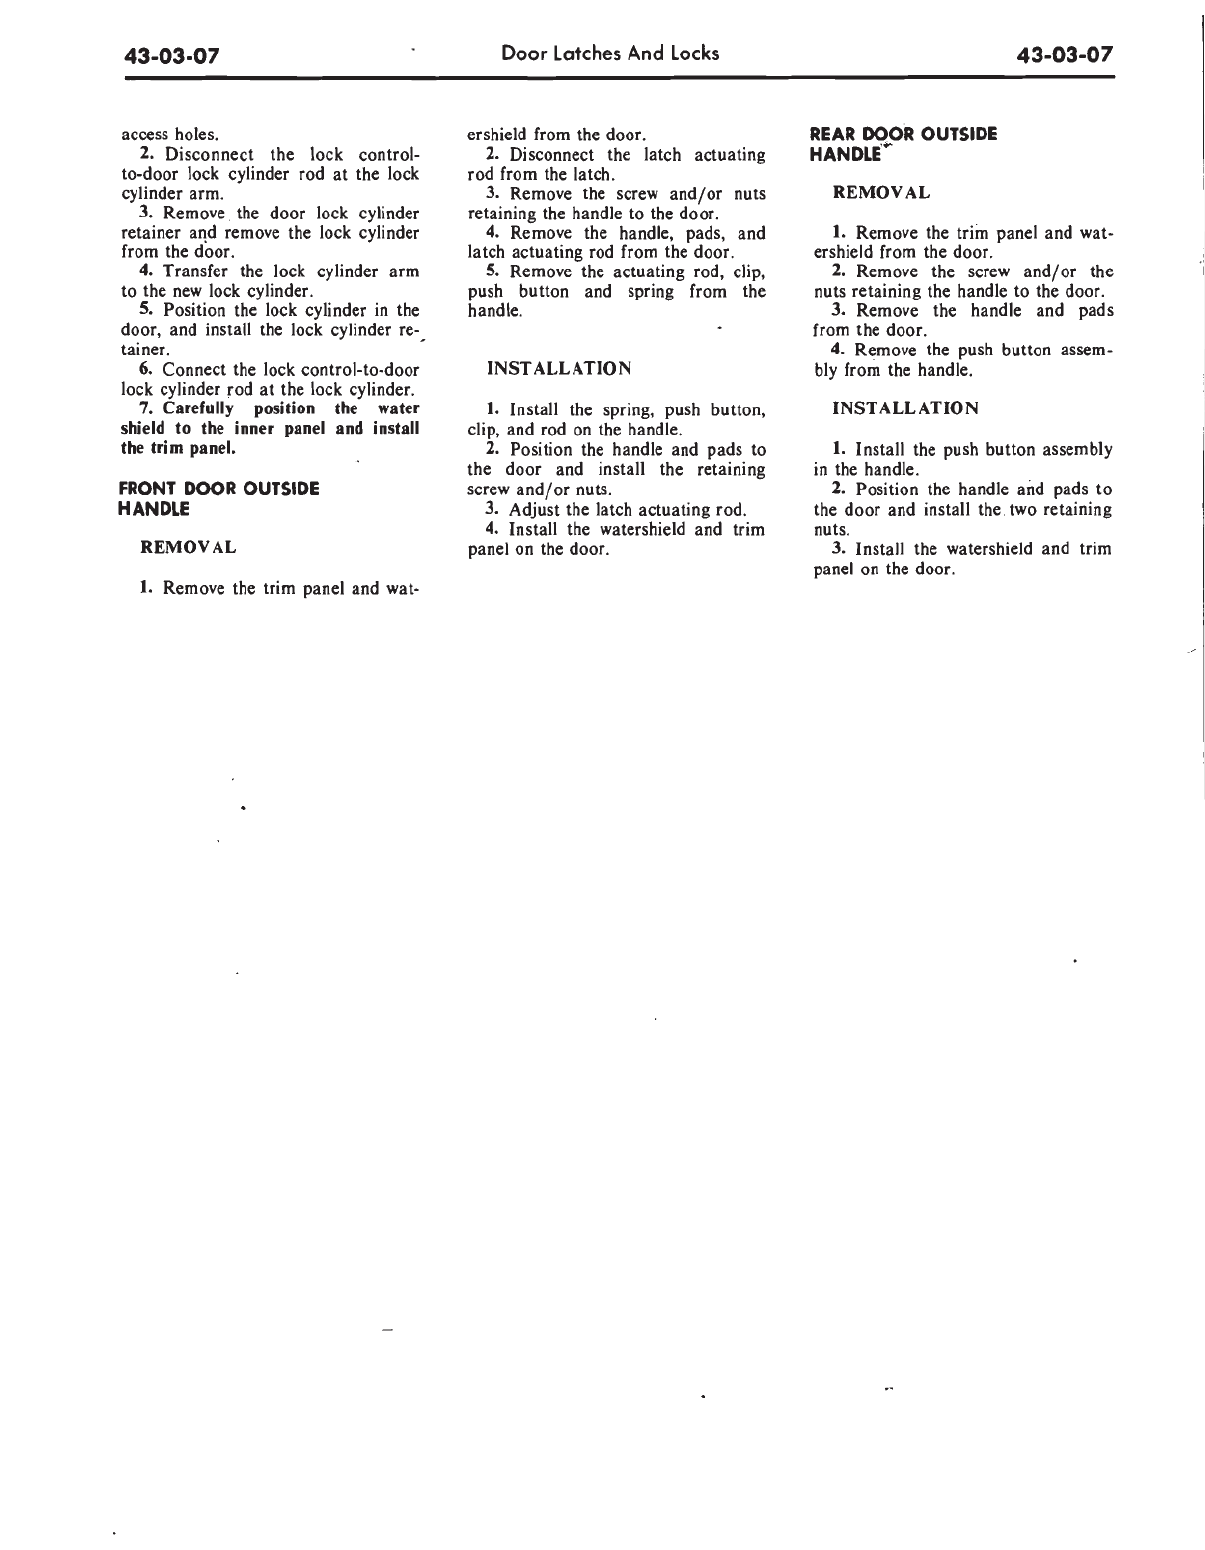 43-03-07 Door Latches And Locks 43-03-07
access holes.
2. Disconnect the lock control-
to-door lock cylinder rod at the lock
cylinder arm.
3. Remove the door lock cylinder
retainer and remove the lock cylinder
from the door.
4. Transfer the lock cylinder arm
to the new lock cylinder.
5. Position the lock cylinder in the
door, and install the lock cylinder re-
tainer.
6. Connect the lock control-to-door
lock cylinder rod at the lock cylinder.
7. Carefully position the water
shield to the inner panel and install
the trim panel.
FRONT DOOR OUTSIDE
HANDLE
REMOVAL
1. Remove the trim panel and wat-
ershield from the door.
2. Disconnect the latch actuating
rod from the latch.
3. Remove the screw and/or nuts
retaining the handle to the door.
4. Remove the handle, pads, and
latch actuating rod from the door.
5. Remove the actuating rod, clip,
push button and spring from the
handle.
INSTALLATION
1. Install the spring, push button,
clip, and rod on the handle.
2. Position the handle and pads to
the door and install the retaining
screw and/or nuts.
3. Adjust the latch actuating rod.
4. Install the watershield and trim
panel on the door.
REAR DOOR OUTSIDE
HANDLE
REMOVAL
1. Remove the trim panel and wat-
ershield from the door.
2. Remove the screw and/or the
nuts retaining the handle to the door.
3. Remove the handle and pads
from the door.
4. Remove the push button assem-
bly from the handle.
INSTALLATION
1. Install the push button assembly
in the handle.
2. Position the handle and pads to
the door and install the two retaining
nuts.
3. Install the watershield and trim
panel on the door.